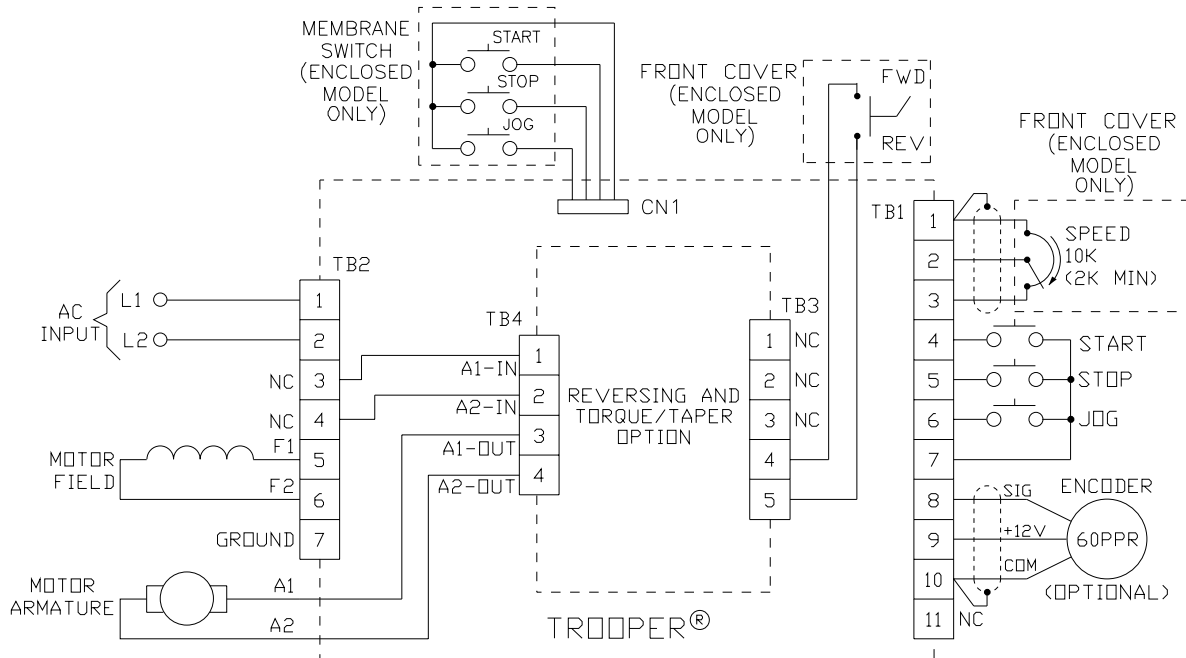 MEMBRANE
SWITCH
(ENCLOSED
MODEL
ONLY)
START
STOP
JOG
CN1
FRONT COVER
(ENCLOSED
MODEL
ONLY)
FWD
REV
FRONT COVER
(ENCLOSED
MODEL
ONLY)
TB1
1
2
3
4
5
6
7
8
9
10
11
NC
SPEED
10K
(2K MIN)
START
STOP
JOG
SIG
+12V
COM
ENCODER
60PPR
(OPTIONAL)
AC
INPUT
L1
L2
TB2
1
2
3
4
5
6
7
NC
NC
F1
F2
GROUND
MOTOR
FIELD
MOTOR
ARMATURE
A1
A2
TB4
1
2
3
4
A1-IN
A2-IN
A1-OUT
A2-OUT
REVERSING AND
TORQUE/TAPER
OPTION
TB3
1 NC
2 NC
3 NC
4
5
TROOPER®